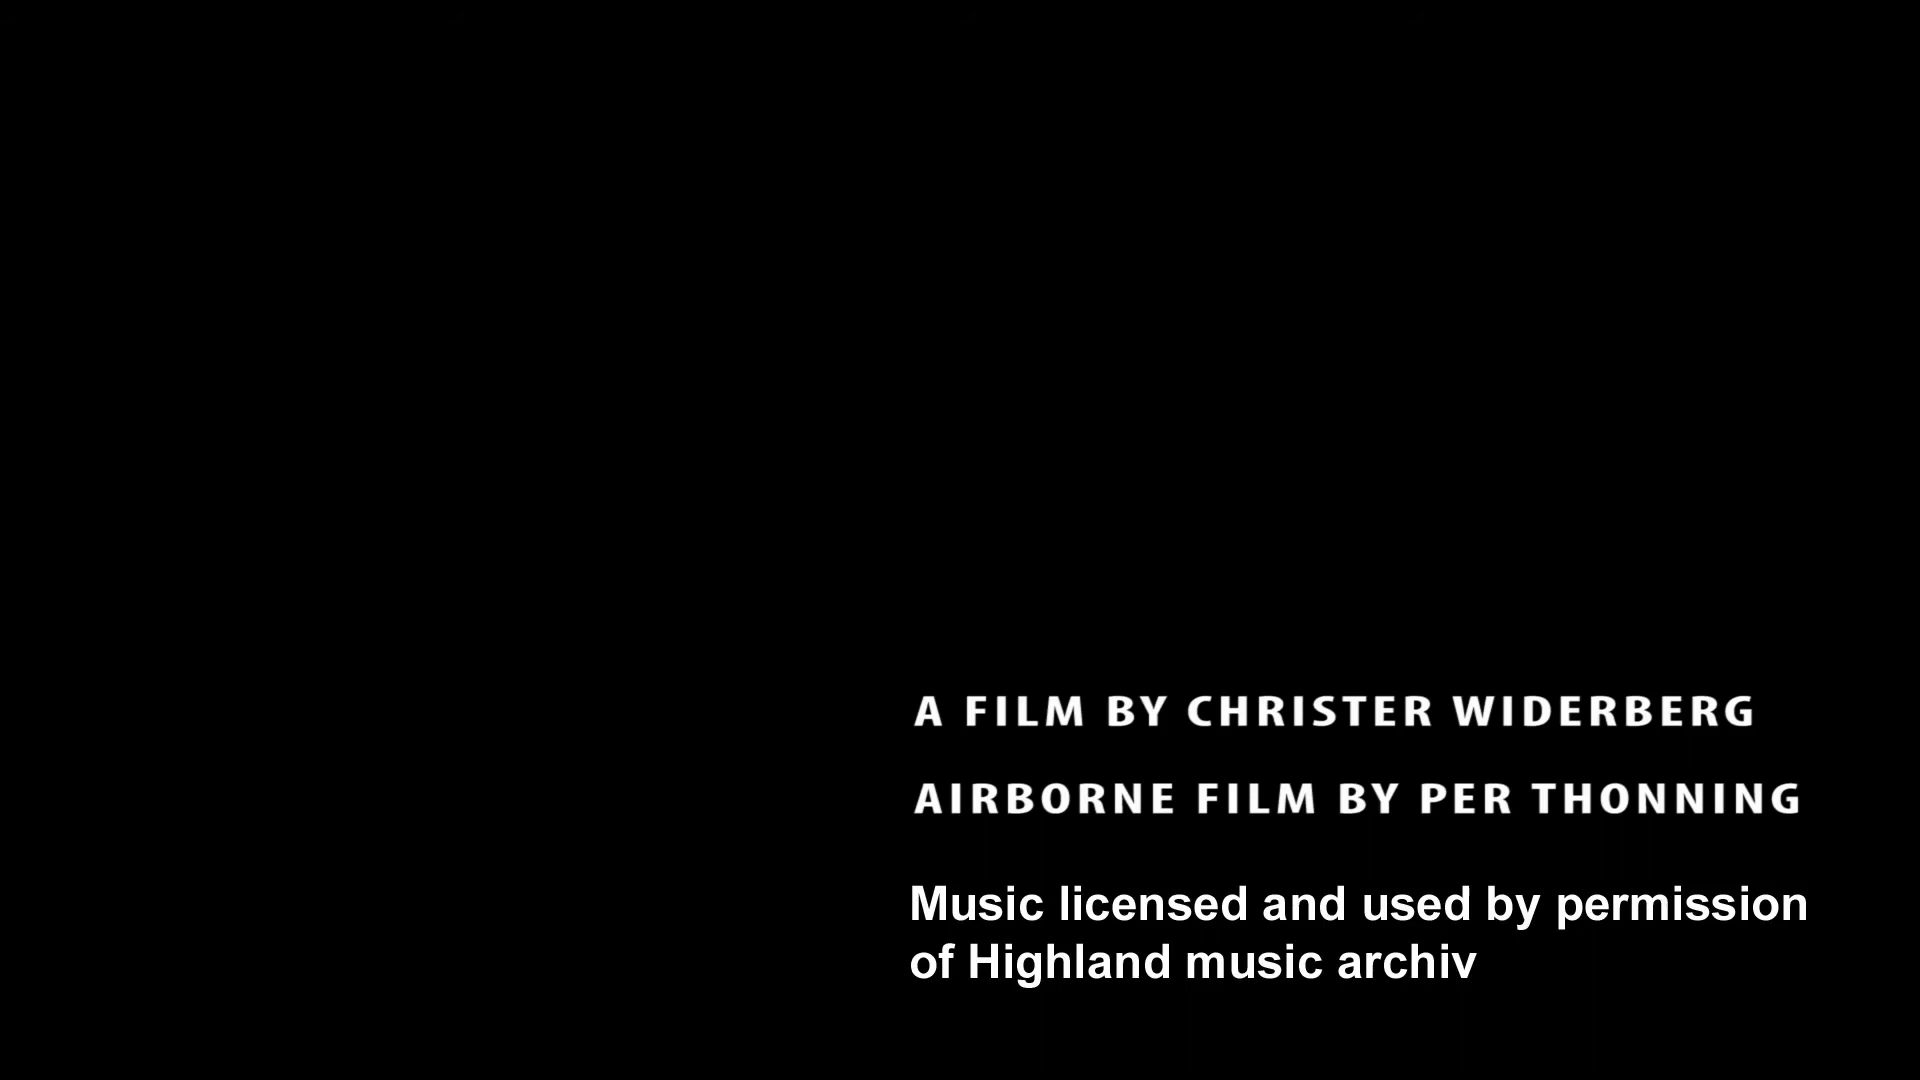 A FILM BY CHRISTER WIDERBERG
AIRBORNE FILM BY PER THONNING
Music licensed and used by permission
of Highland music archiv